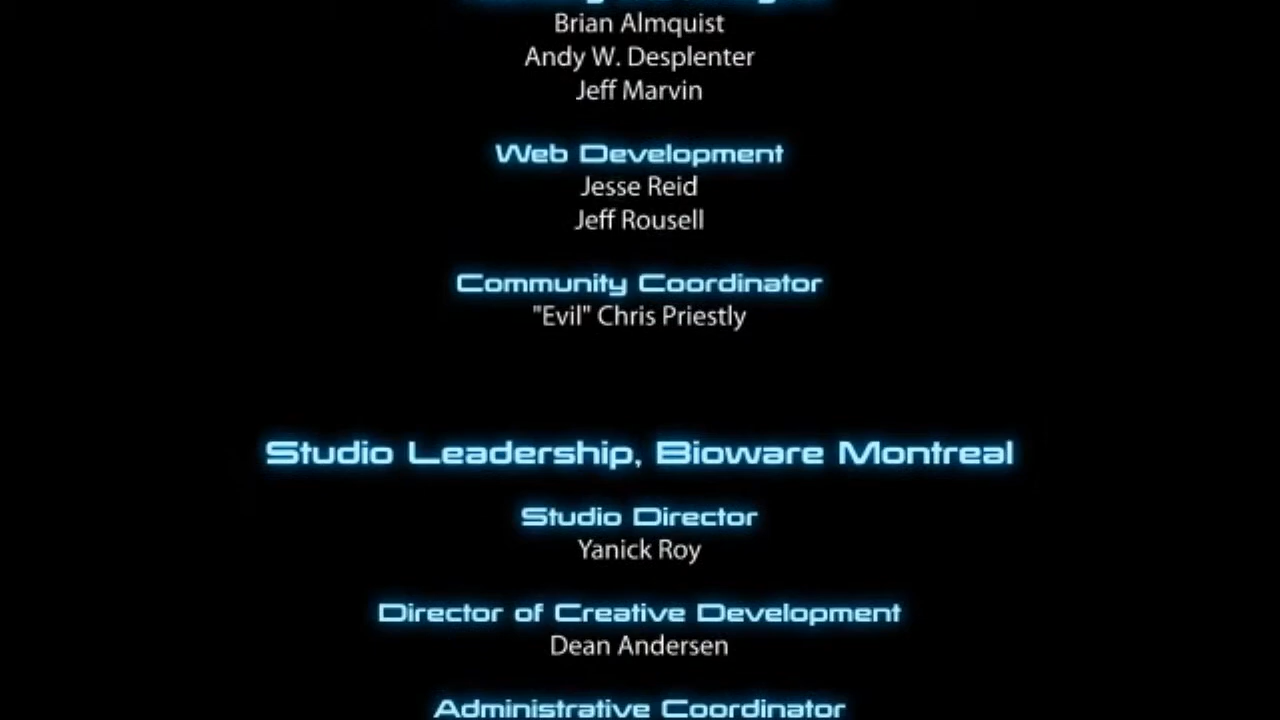 Brian Almquist
Andy W. Desplenter
Jeff Marvin
Web Development
Jesse Reid
Jeff Rousell
Community Coordinator
"Evil" Chris Priestly
Studio Leadership, Bioware Montreal
Studio Director
Yanick Roy
Director of Creative Development
Dean Andersen
Administrative Coordinator